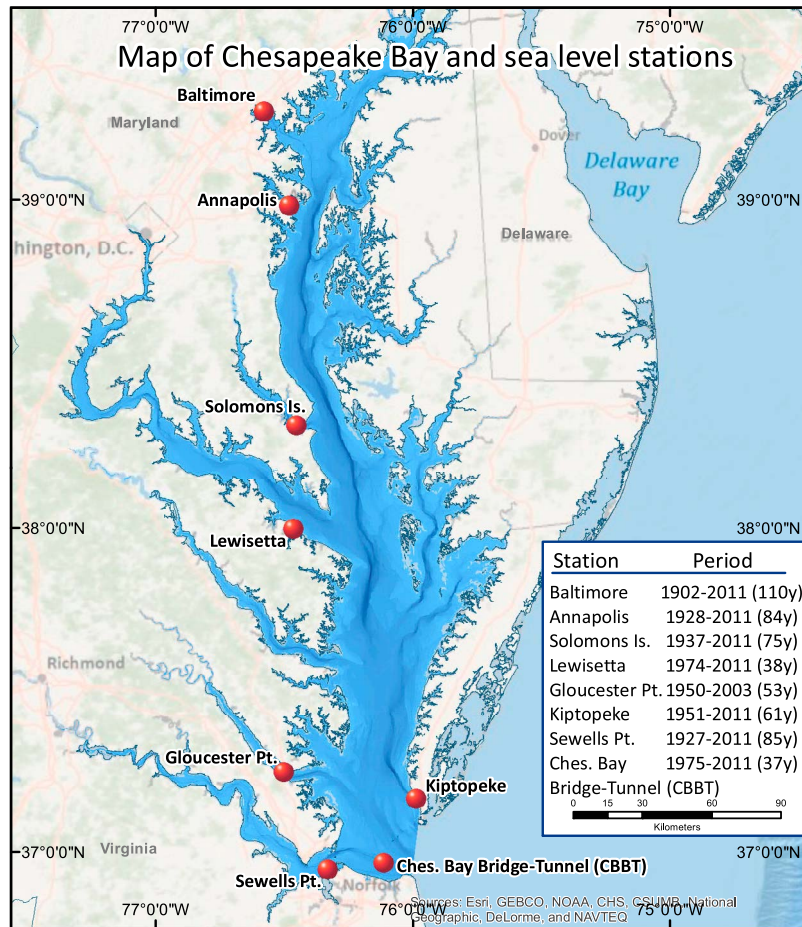 77°0'0"W 76°0'0"W 75°0'0"W
Map of Chesapeake Bay and sea level stations
Baltimore
Maryland
Dover
Delaware
Bay
39°0'0"N 39°0'0"N
Annapolis
Delaware
hington, D.C.
Solomons Is.
38°0'0"N 38°0'0"N
Lewisetta
Station Period
Baltimore 1902-2011 (110y)
Annapolis 1928-2011 (84y)
Solomons Is. 1937-2011 (75y)
Lewisetta 1974-2011 (38y)
Gloucester Pt. 1950-2003 (53y)
Kiptopeke 1951-2011 (61y)
Sewells Pt. 1927-2011 (85y)
Ches. Bay 1975-2011 (37y)
Bridge-Tunnel (CBBT)
0 15 30 60 90
Kilometers
Richmond
Gloucester Pt.
Kiptopeke
37°0'0"N 37°0'0"N
Virginia
Ches. Bay Bridge-Tunnel (CBBT)
Sewells Pt.
Norfolk
Sources: Esri, GEBCO, NOAA, CHS, CSUMB, National
Geographic, DeLorme, and NAVTEQ
77°0'0"W 76°0'0"W 75°0'0"W